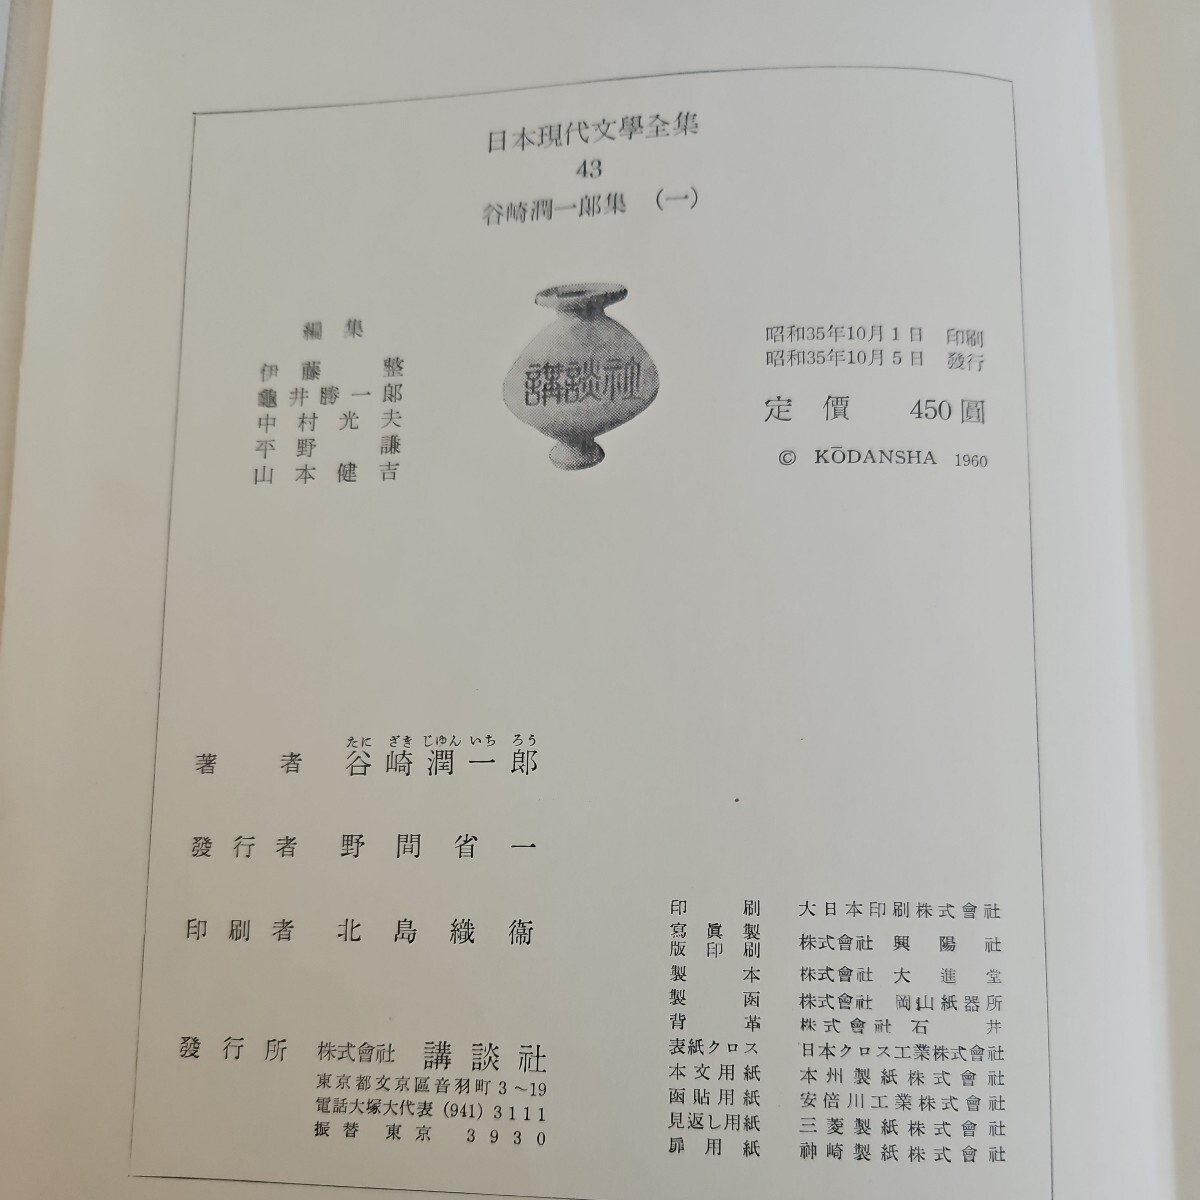 日本現代文學全集
43
谷崎潤一郎集 (一)
編集
伊藤整
龜井勝一郎
中村光夫
平野謙
山本健吉
講談社
昭和35年10月1日 印刷
昭和35年10月5日 發行
定價 450圓
© KŌDANSHA 1960
たに ざき じゆん いち ろう
著者 谷崎潤一郎
發行者 野間省一
印刷者 北島織衞
發行所 株式會社 講談社
東京都文京區音羽町3~19
電話大塚大代表(941)3111
振替 東京 3930
印刷 大日本印刷株式會社
寫眞製版印刷 株式會社 興陽社
製本 株式會社 大進堂
製函 株式會社 岡山紙器所
背革 株式會社 石井
表紙クロス 日本クロス工業株式會社
本文用紙 本州製紙株式會社
函貼用紙 安倍川工業株式會社
見返し用紙 三菱製紙株式會社
扉用紙 神崎製紙株式會社